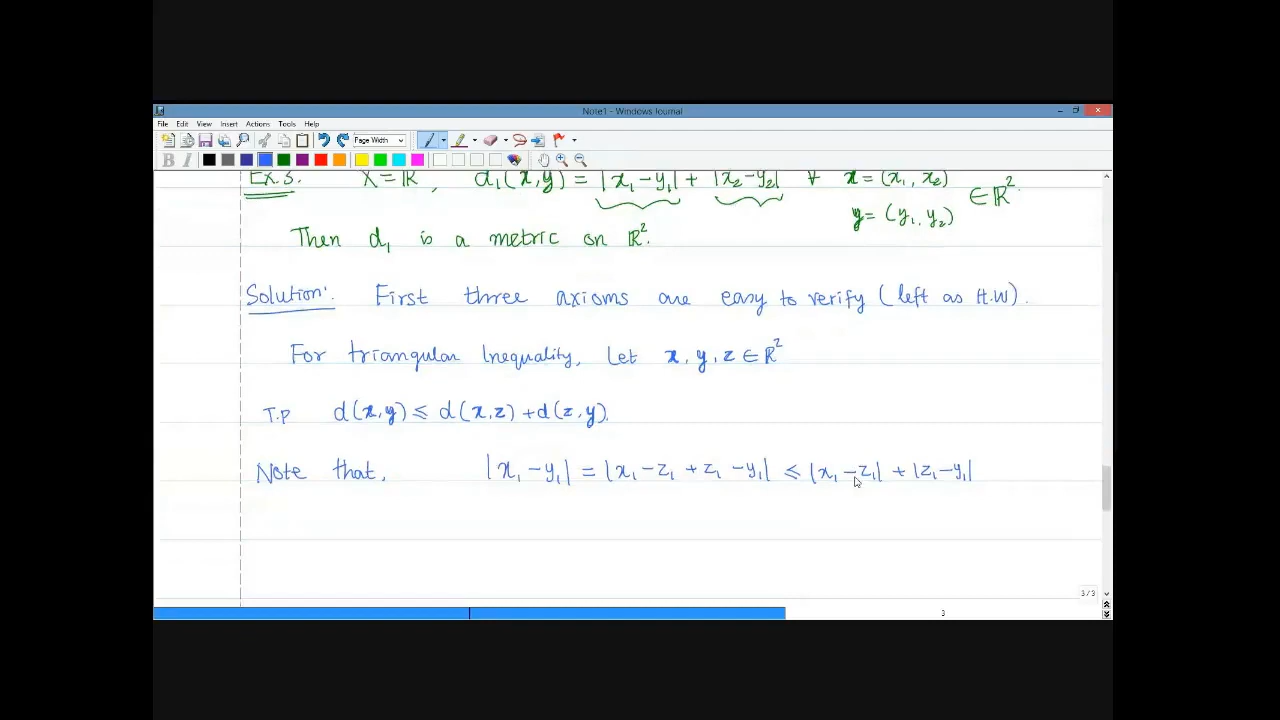 Note1 - Windows Journal
File Edit View Insert Actions Tools Help
Page Width
B I
Ex.3. X = ℝ², d₁(x,y) = |x₁-y₁| + |x₂-y₂| ∀ x = (x₁, x₂)
y = (y₁, y₂) ∈ ℝ².
Then d₁ is a metric on ℝ².
Solution: First three axioms are easy to verify (left as H.W).
For triangular Inequality, Let x, y, z ∈ ℝ²
T.P d(x,y) ≤ d(x,z) + d(z,y).
Note that, |x₁-y₁| = |x₁-z₁+z₁-y₁| ≤ |x₁-z₁| + |z₁-y₁|
3/3
3